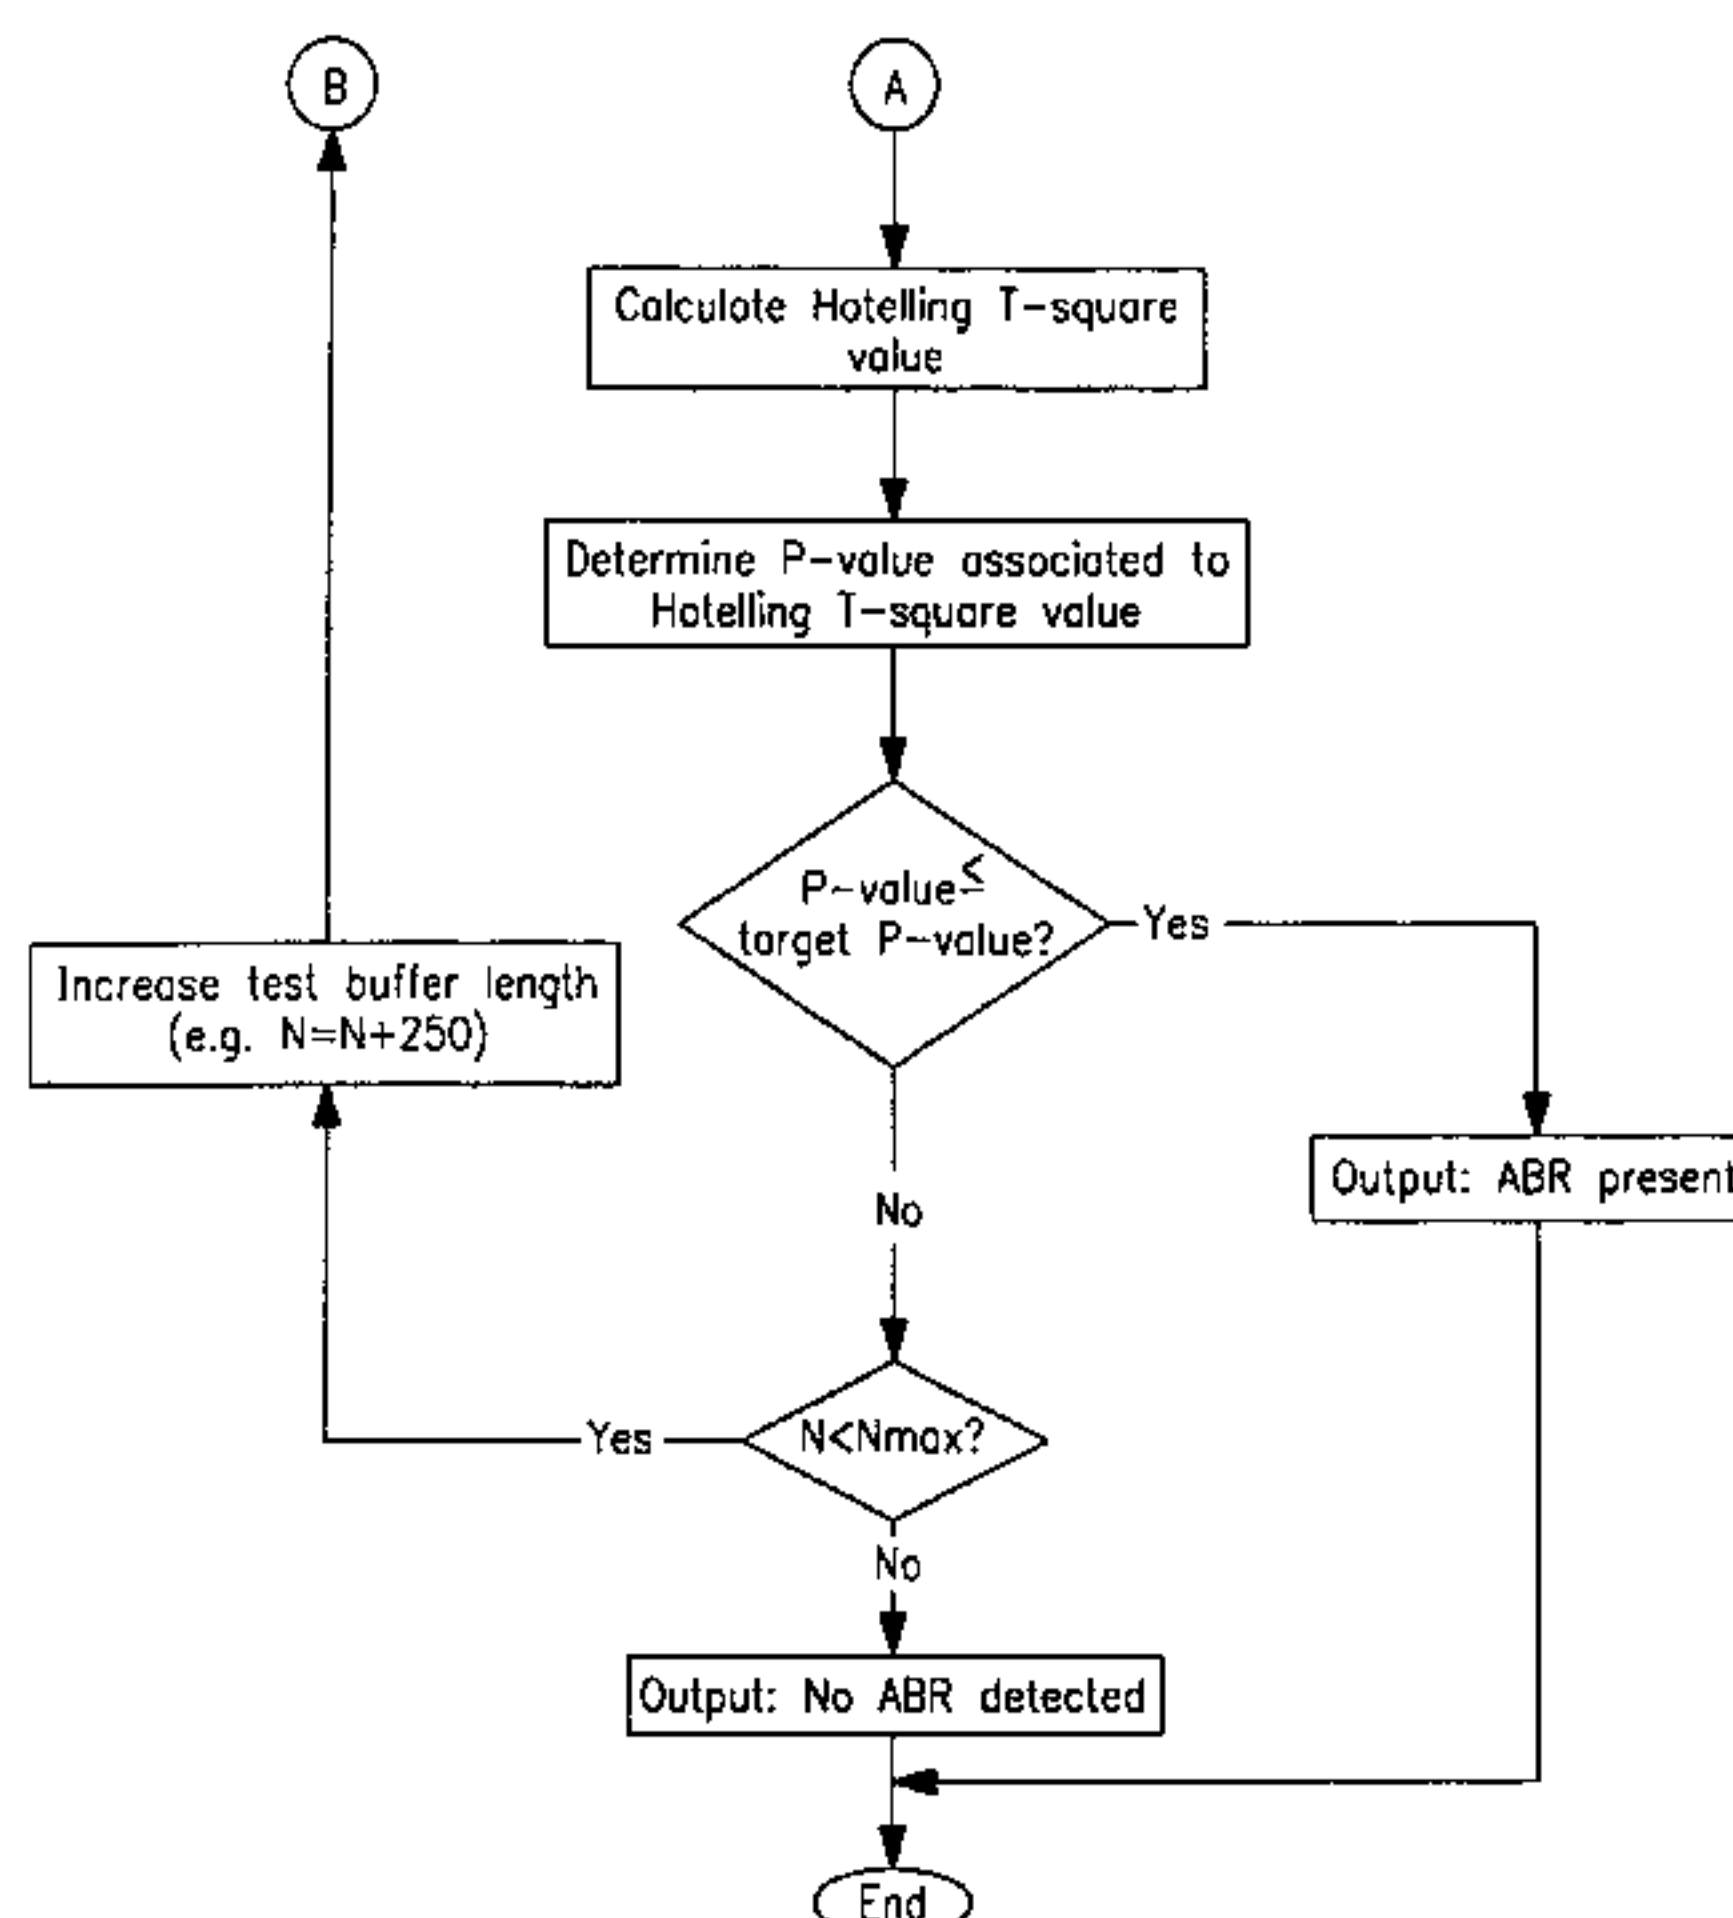 B
A
Calculate Hotelling T-square
value
Determine P-value associated to
Hotelling T-square value
P-value≤
target P-value?
Yes
Increase test buffer length
(e.g. N=N+250)
Output: ABR present
No
N<Nmax?
Yes
No
Output: No ABR detected
End